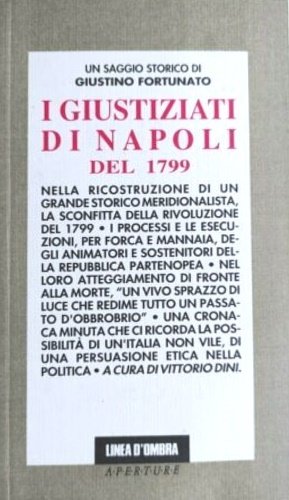 UN SAGGIO STORICO DI
GIUSTINO FORTUNATO
I GIUSTIZIATI
DI NAPOLI
DEL 1799
NELLA RICOSTRUZIONE DI UN
GRANDE STORICO MERIDIONALISTA,
LA SCONFITTA DELLA RIVOLUZIONE
DEL 1799 • I PROCESSI E LE ESECU-
ZIONI, PER FORCA E MANNAIA, DE-
GLI ANIMATORI E SOSTENITORI DEL-
LA REPUBBLICA PARTENOPEA • NEL
LORO ATTEGGIAMENTO DI FRONTE
ALLA MORTE, "UN VIVO SPRAZZO DI
LUCE CHE REDIME TUTTO UN PASSA-
TO D'OBBROBRIO" • UNA CRONA-
CA MINUTA CHE CI RICORDA LA POS-
SIBILITÀ DI UN'ITALIA NON VILE, DI
UNA PERSUASIONE ETICA NELLA
POLITICA • A CURA DI VITTORIO DINI.
LINEA D'OMBRA
APERTURE